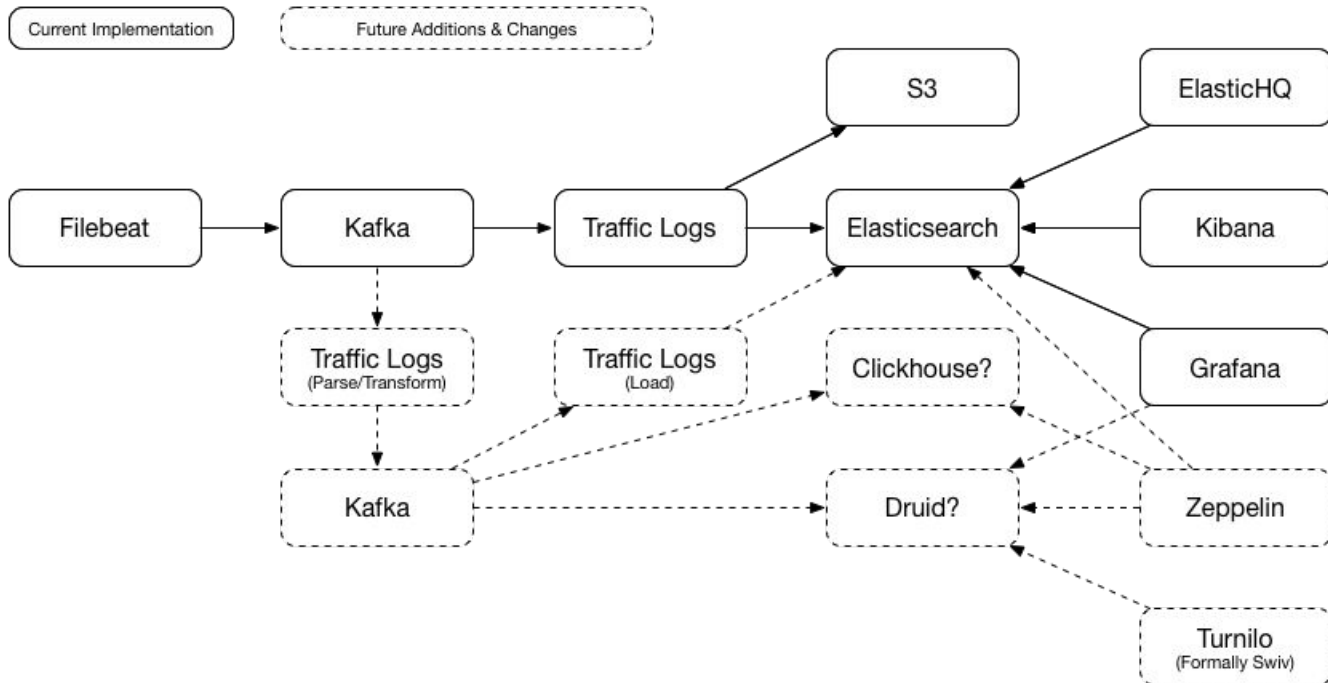 Current Implementation
Future Additions & Changes
S3
ElasticHQ
Filebeat
Kafka
Traffic Logs
Elasticsearch
Kibana
Traffic Logs
(Parse/Transform)
Traffic Logs
(Load)
Clickhouse?
Grafana
Kafka
Druid?
Zeppelin
Turnilo
(Formally Swiv)